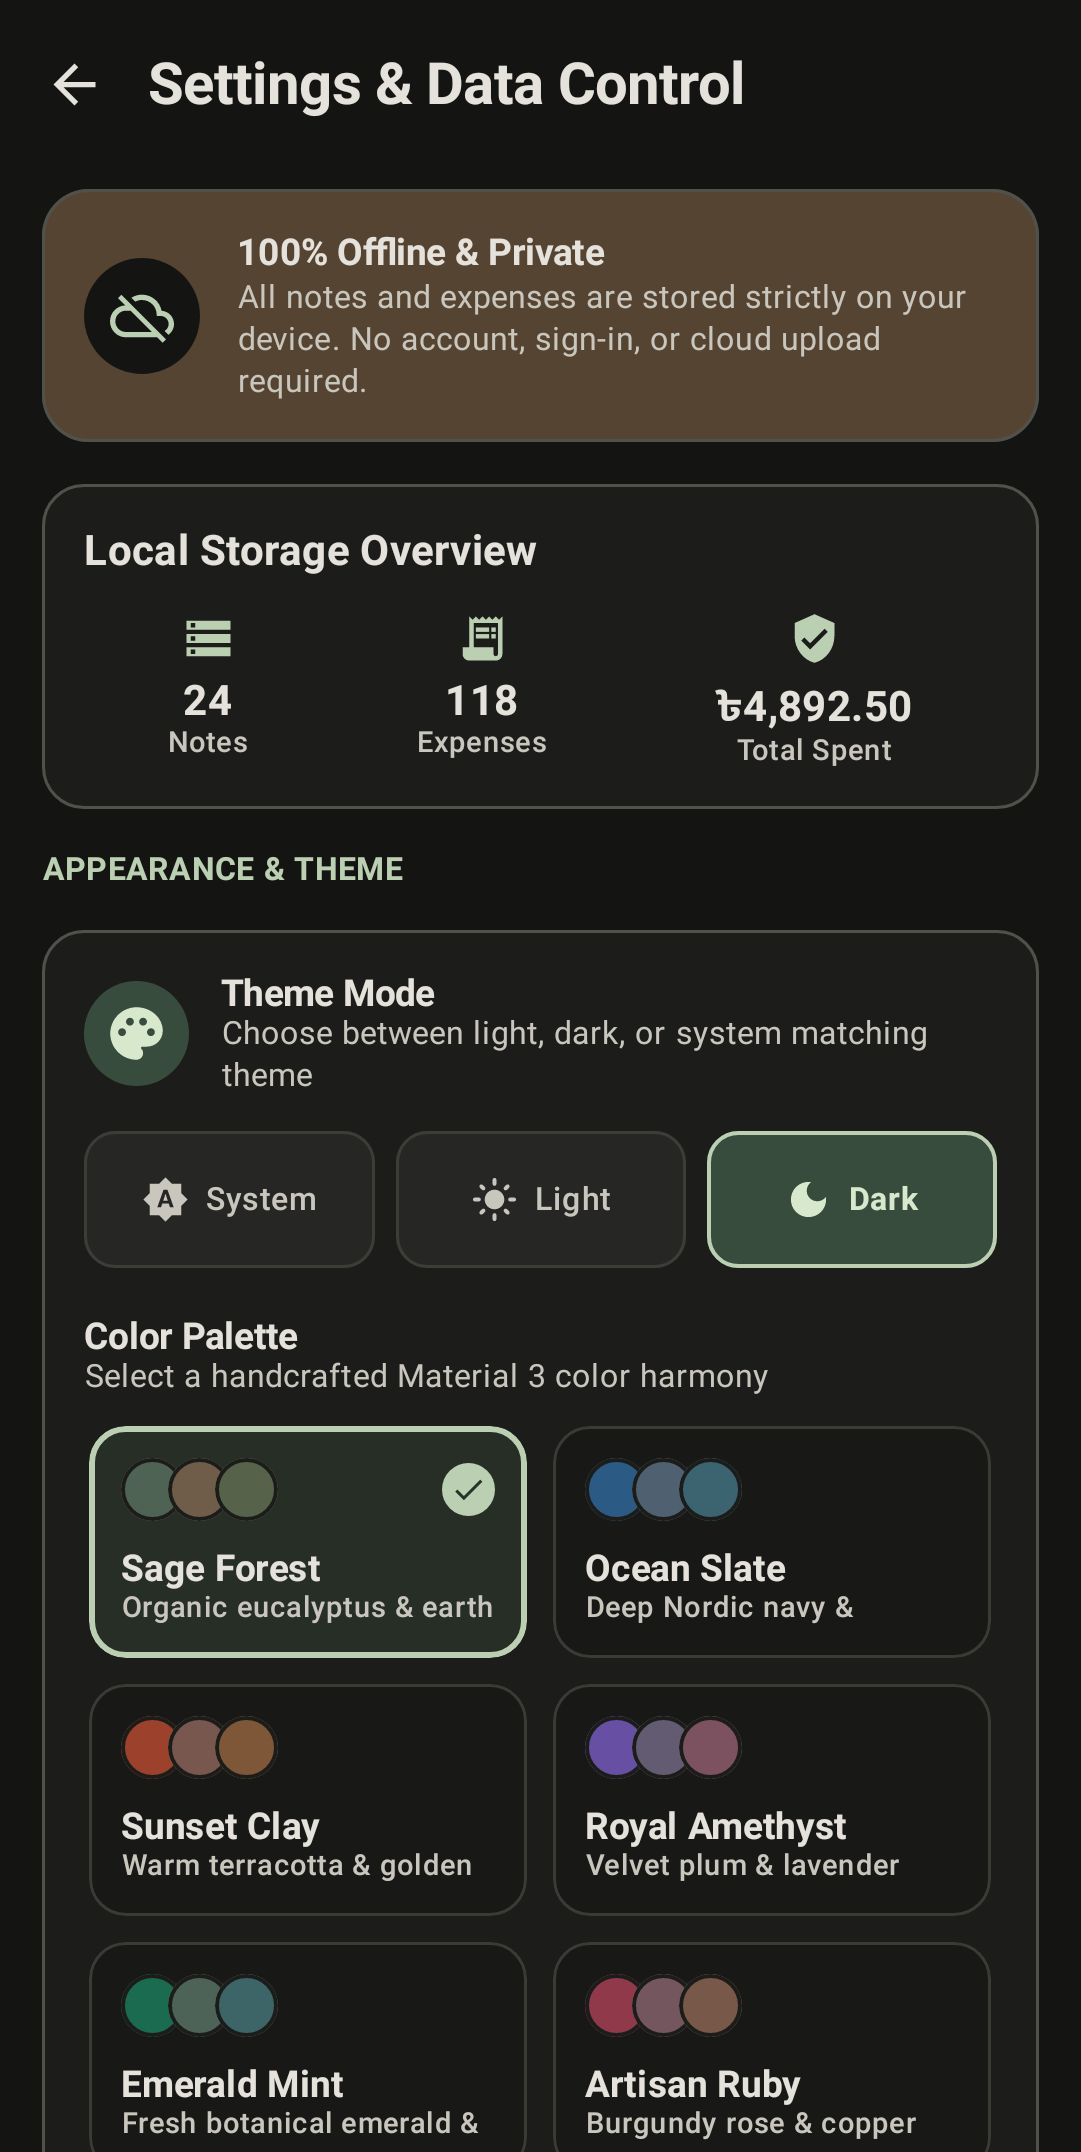 Settings & Data Control
100% Offline & Private
All notes and expenses are stored strictly on your
device. No account, sign-in, or cloud upload
required.
Local Storage Overview
24
Notes
118
Expenses
৳4,892.50
Total Spent
APPEARANCE & THEME
Theme Mode
Choose between light, dark, or system matching
theme
A System
Light
Dark
Color Palette
Select a handcrafted Material 3 color harmony
Sage Forest
Organic eucalyptus & earth
Ocean Slate
Deep Nordic navy &
Sunset Clay
Warm terracotta & golden
Royal Amethyst
Velvet plum & lavender
Emerald Mint
Fresh botanical emerald &
Artisan Ruby
Burgundy rose & copper